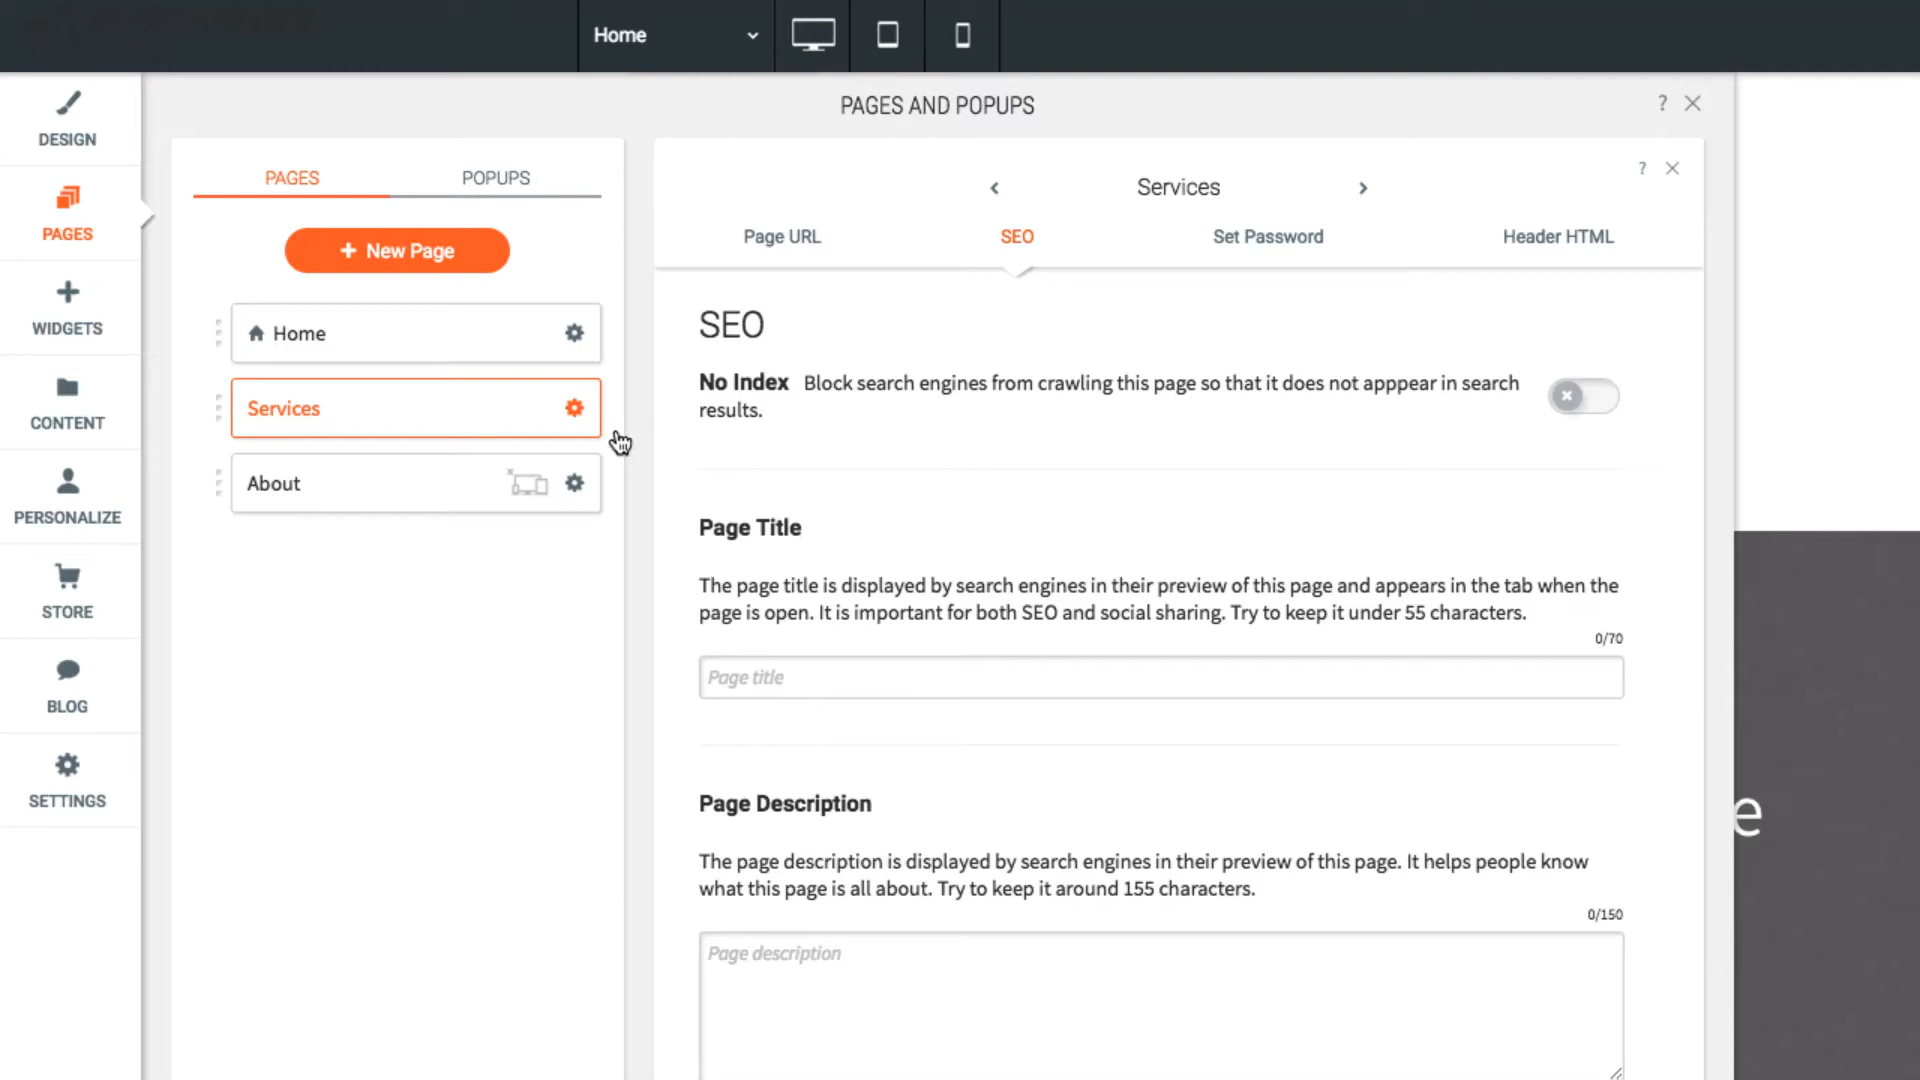 Home
PAGES AND POPUPS
?
DESIGN
PAGES
WIDGETS
CONTENT
PERSONALIZE
STORE
BLOG
SETTINGS
PAGES POPUPS
+ New Page
Home
Services
About
?
Services
Page URL SEO Set Password Header HTML
SEO
No Index Block search engines from crawling this page so that it does not apppear in search
results.
Page Title
The page title is displayed by search engines in their preview of this page and appears in the tab when the
page is open. It is important for both SEO and social sharing. Try to keep it under 55 characters.
0/70
Page title
Page Description
The page description is displayed by search engines in their preview of this page. It helps people know
what this page is all about. Try to keep it around 155 characters.
0/150
Page description
e